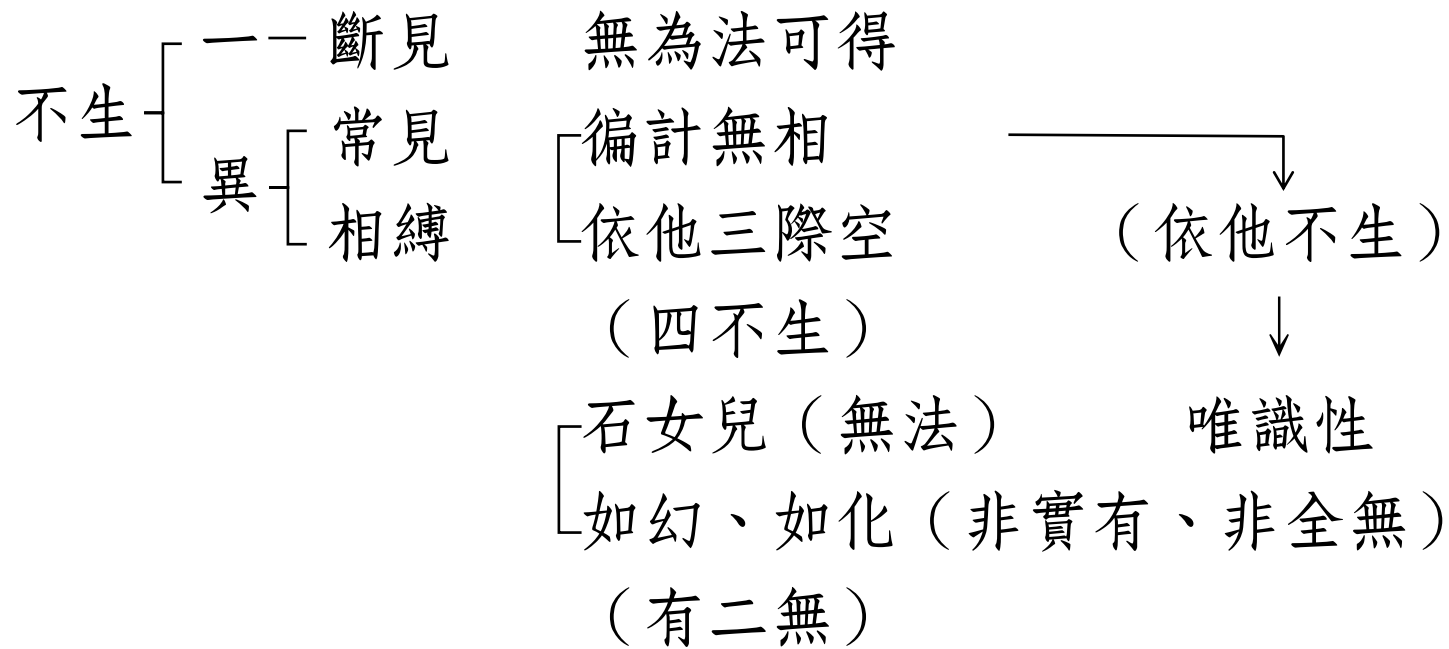 一 斷見 無為法可得
不生
常見 徧計無相
異
相縛 依他三際空 （依他不生）
（四不生）
石女兒（無法） 唯識性
如幻、如化（非實有、非全無）
（有二無）